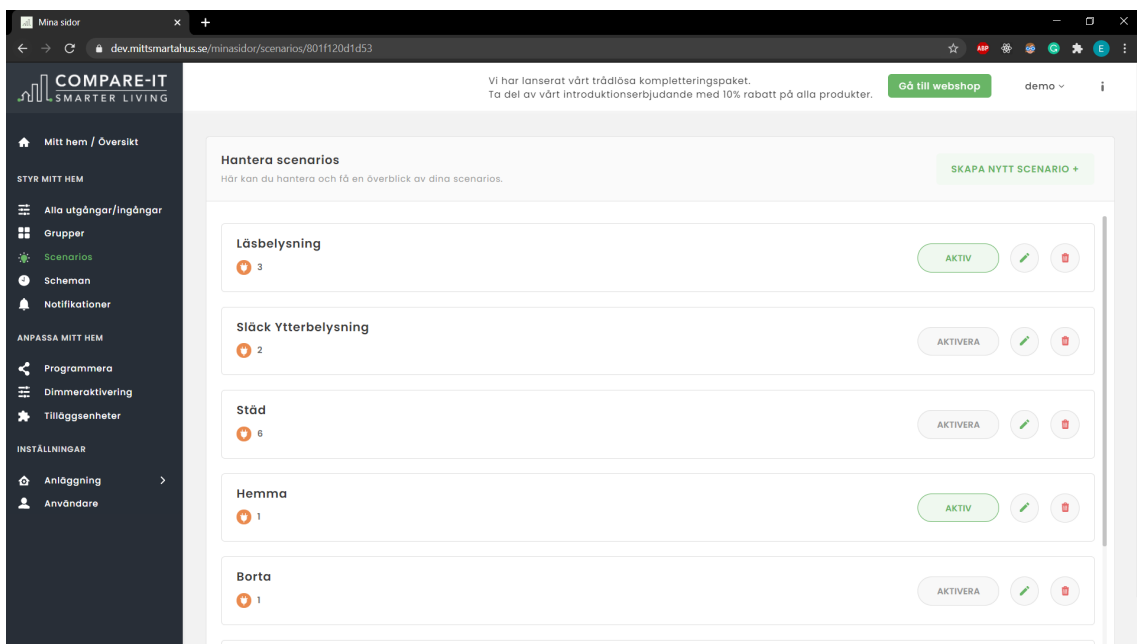 Mina sidor
dev.mittsmartahus.se/minasidor/scenarios/801f120d1d53
ABP
E
COMPARE-IT
SMARTER LIVING
Vi har lanserat vårt trådlösa kompletteringspaket.
Ta del av vårt introduktionserbjudande med 10% rabatt på alla produkter.
Gå till webshop
demo
i
Mitt hem / Översikt
STYR MITT HEM
Alla utgångar/ingångar
Grupper
Scenarios
Scheman
Notifikationer
ANPASSA MITT HEM
Programmera
Dimmeraktivering
Tilläggsenheter
INSTÄLLNINGAR
Anläggning
Användare
Hantera scenarios
Här kan du hantera och få en överblick av dina scenarios.
SKAPA NYTT SCENARIO +
Läsbelysning
3
AKTIV
Släck Ytterbelysning
2
AKTIVERA
Städ
6
AKTIVERA
Hemma
1
AKTIV
Borta
1
AKTIVERA